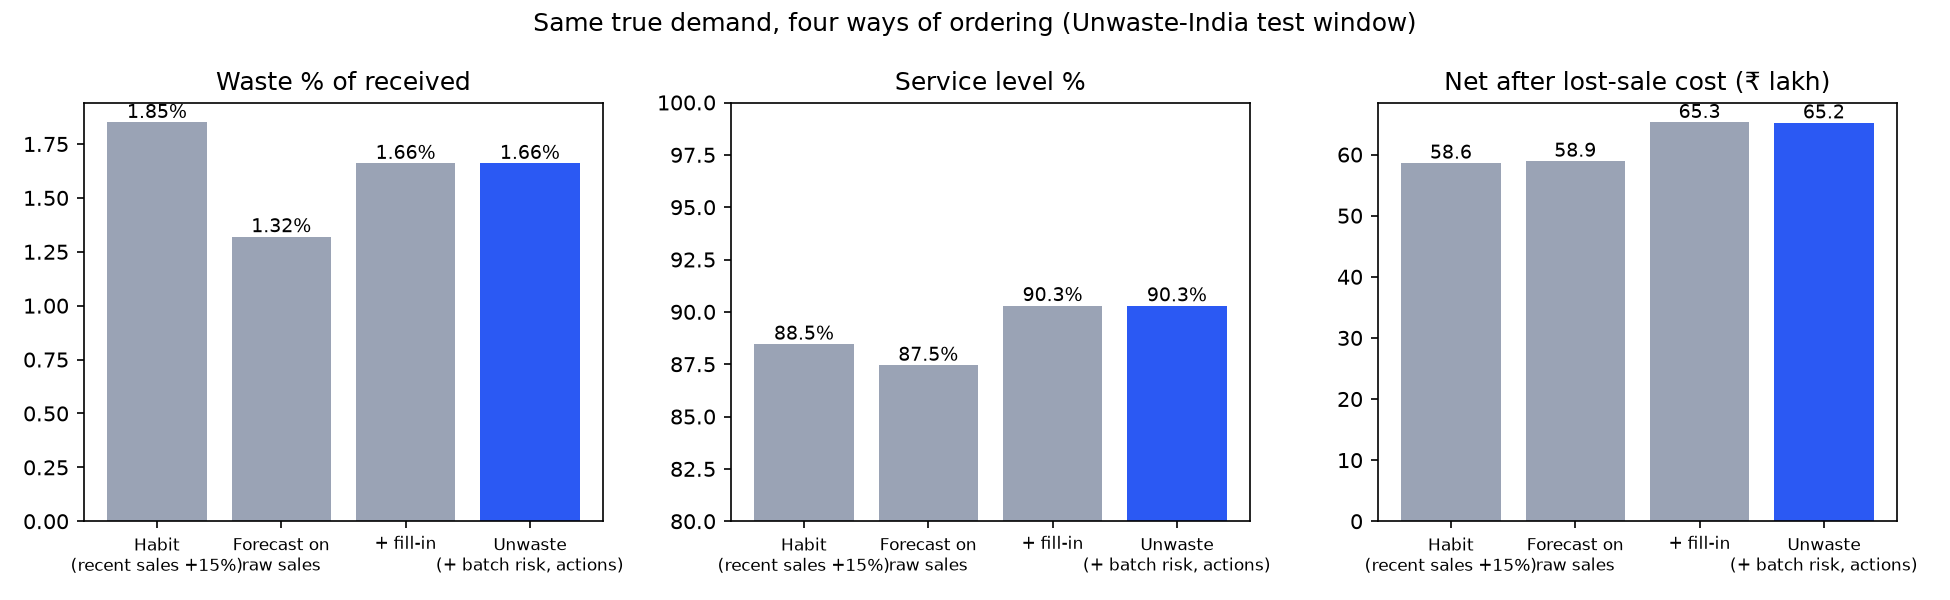 Same true demand, four ways of ordering (Unwaste-India test window)
Waste % of received
1.85%
1.32%
1.66%
1.66%
1.75
1.50
1.25
1.00
0.75
0.50
0.25
0.00
Habit
(recent sales +15%)
Forecast on
raw sales
+ fill-in
Unwaste
(+ batch risk, actions)
Service level %
100.0
97.5
95.0
92.5
90.0
87.5
85.0
82.5
80.0
88.5%
87.5%
90.3%
90.3%
Habit
(recent sales +15%)
Forecast on
raw sales
+ fill-in
Unwaste
(+ batch risk, actions)
Net after lost-sale cost (₹ lakh)
60
50
40
30
20
10
0
58.6
58.9
65.3
65.2
Habit
(recent sales +15%)
Forecast on
raw sales
+ fill-in
Unwaste
(+ batch risk, actions)